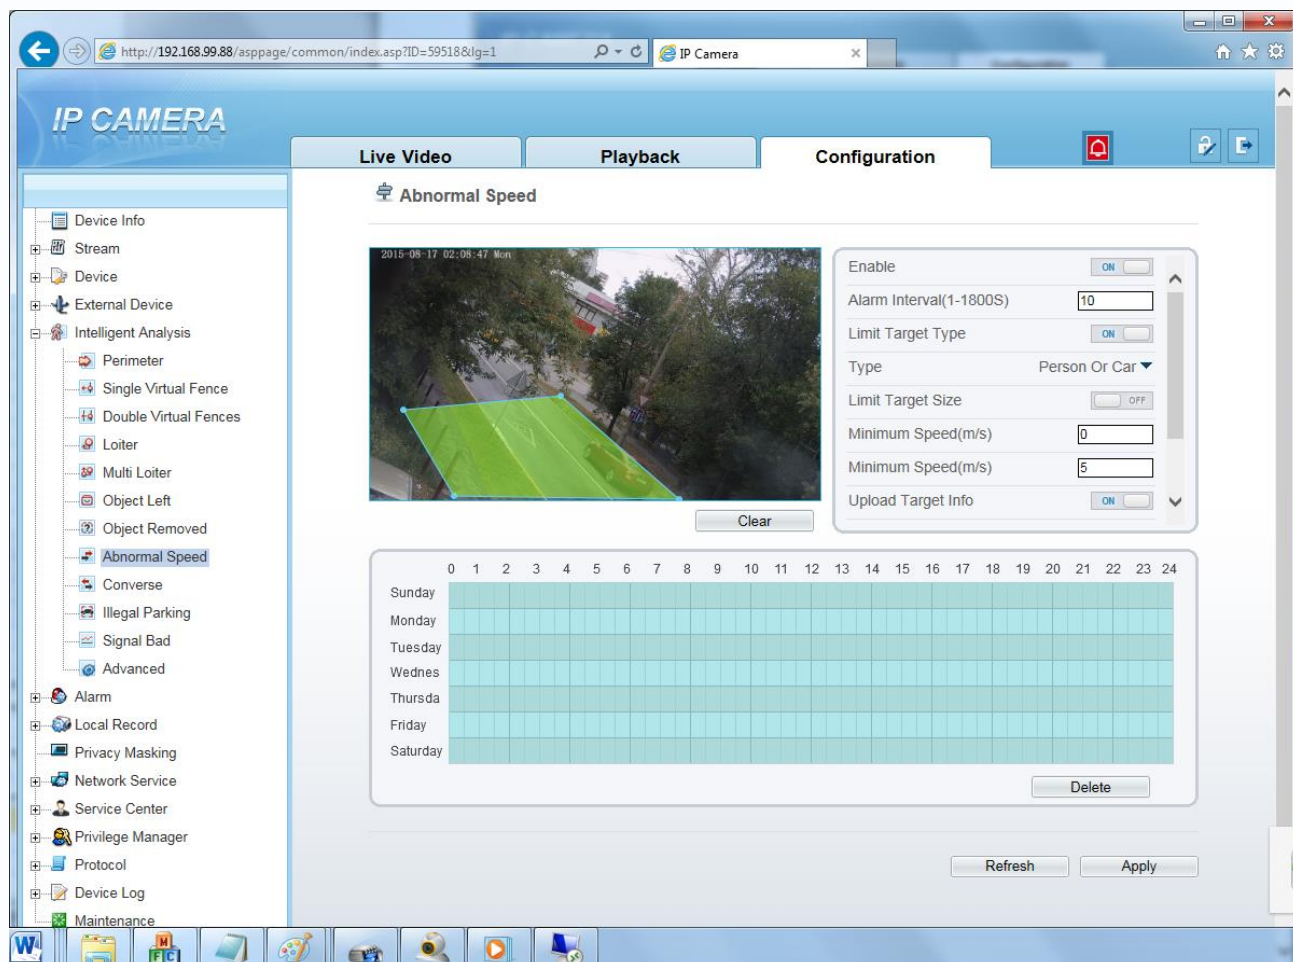 http://192.168.99.88/asppage/common/index.asp?ID=59518&lg=1
IP Camera
IP CAMERA
Live Video
Playback
Configuration
Abnormal Speed
Device Info
Stream
Device
External Device
Intelligent Analysis
Perimeter
Single Virtual Fence
Double Virtual Fences
Loiter
Multi Loiter
Object Left
Object Removed
Abnormal Speed
Converse
Illegal Parking
Signal Bad
Advanced
Alarm
Local Record
Privacy Masking
Network Service
Service Center
Privilege Manager
Protocol
Device Log
Maintenance
2015-08-17 02:08:47 Mon
Clear
Enable ON
Alarm Interval(1-1800S) 10
Limit Target Type ON
Type Person Or Car
Limit Target Size OFF
Minimum Speed(m/s) 0
Minimum Speed(m/s) 5
Upload Target Info ON
0 1 2 3 4 5 6 7 8 9 10 11 12 13 14 15 16 17 18 19 20 21 22 23 24
Sunday
Monday
Tuesday
Wednes
Thursda
Friday
Saturday
Delete
Refresh Apply
W M F C